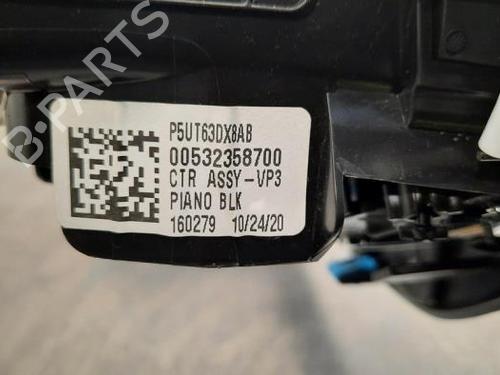 B-PARTS
P5UT63DX8AB
00532358700
CTR ASSY-VP3
PIANO BLK
160279 10/24/20